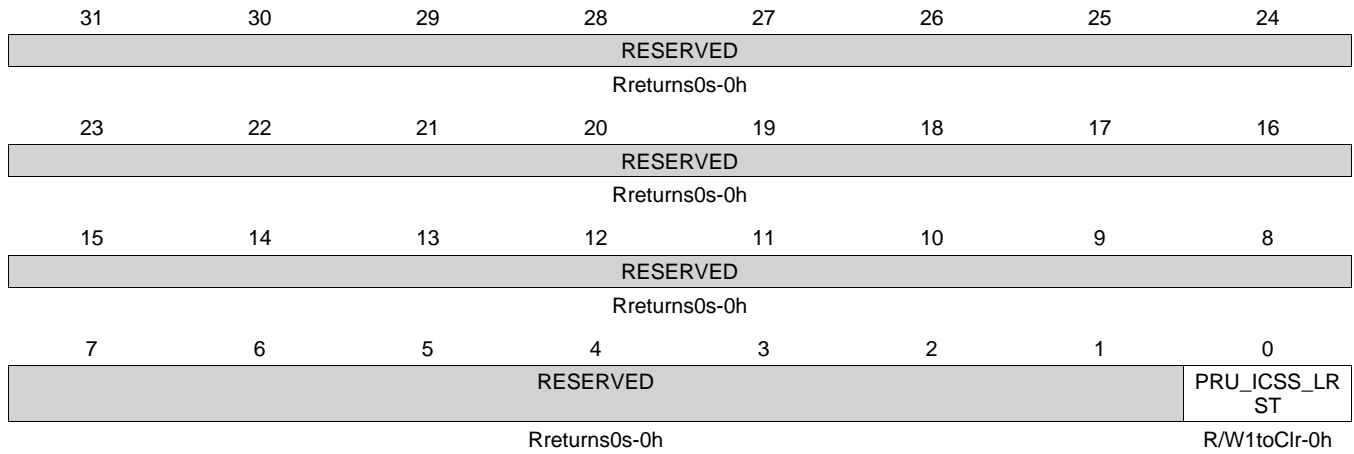 31 30 29 28 27 26 25 24
RESERVED
Rreturns0s-0h
23 22 21 20 19 18 17 16
RESERVED
Rreturns0s-0h
15 14 13 12 11 10 9 8
RESERVED
Rreturns0s-0h
7 6 5 4 3 2 1 0
RESERVED PRU_ICSS_LR
ST
Rreturns0s-0h R/W1toClr-0h